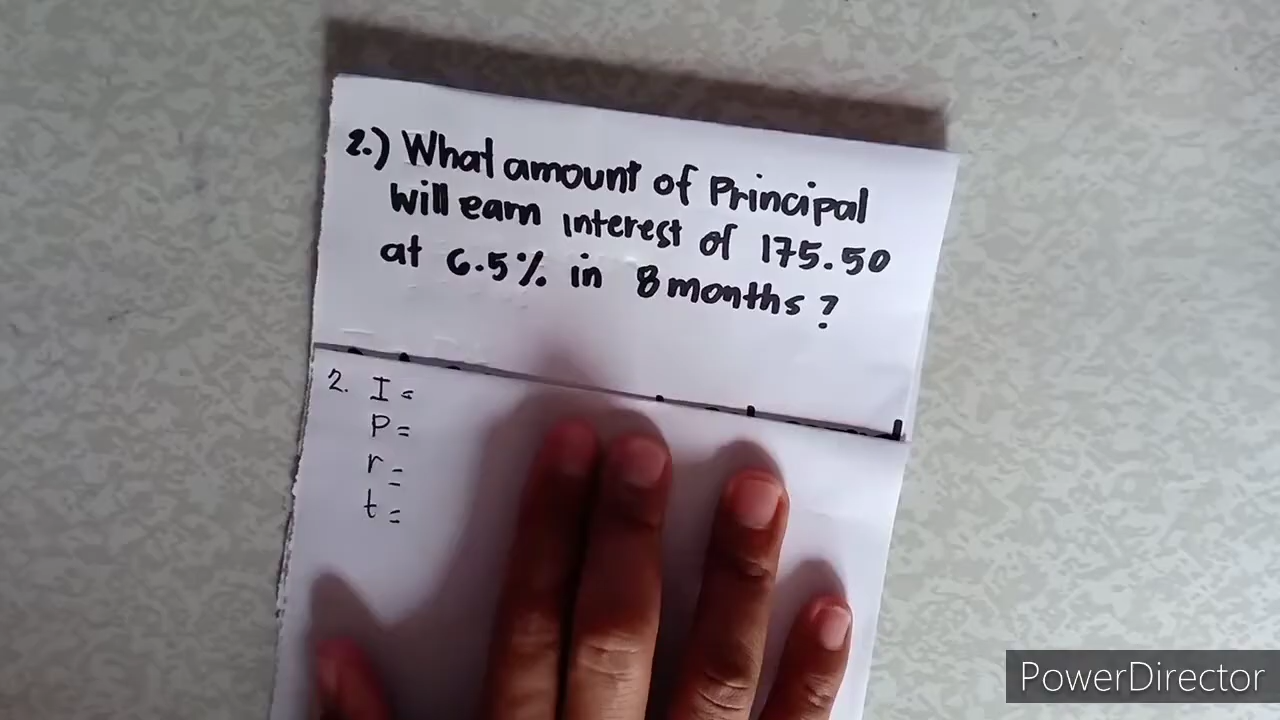 2.) What amount of Principal
will earn interest of 175.50
at 6.5% in 8 months ?
2. I =
P =
r =
t =
PowerDirector